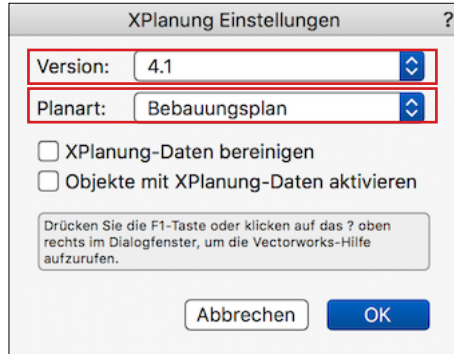 XPlanung Einstellungen ?
Version: 4.1
Planart: Bebauungsplan
XPlanung-Daten bereinigen
Objekte mit XPlanung-Daten aktivieren
Drücken Sie die F1-Taste oder klicken auf das ? oben
rechts im Dialogfenster, um die Vectorworks-Hilfe
aufzurufen.
Abbrechen OK